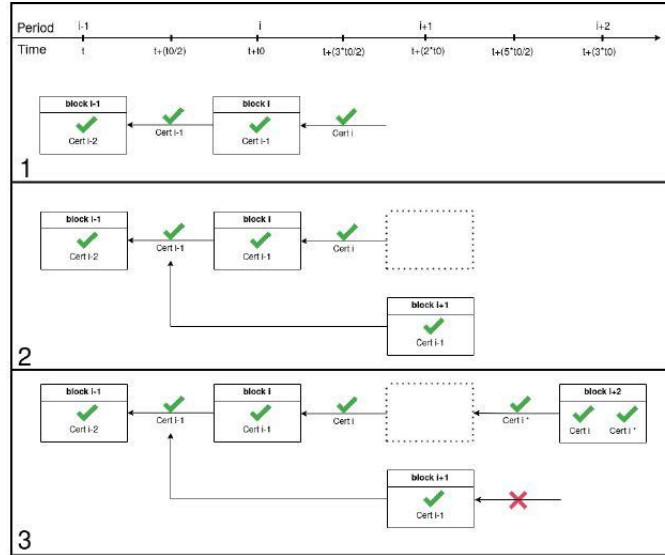 Period i-1 i i+1 i+2
Time t t+(t0/2) t+t0 t+(3*t0/2) t+(2*t0) t+(5*t0/2) t+(3*t0)
block i-1 block i
Cert i-2 Cert i-1 Cert i-1 Cert i
1
block i-1 block i
Cert i-2 Cert i-1 Cert i-1 Cert i
block i+1
Cert i-1
2
block i-1 block i block i+2
Cert i-2 Cert i-1 Cert i-1 Cert i Cert i * Cert i Cert i *
block i+1
Cert i-1
3